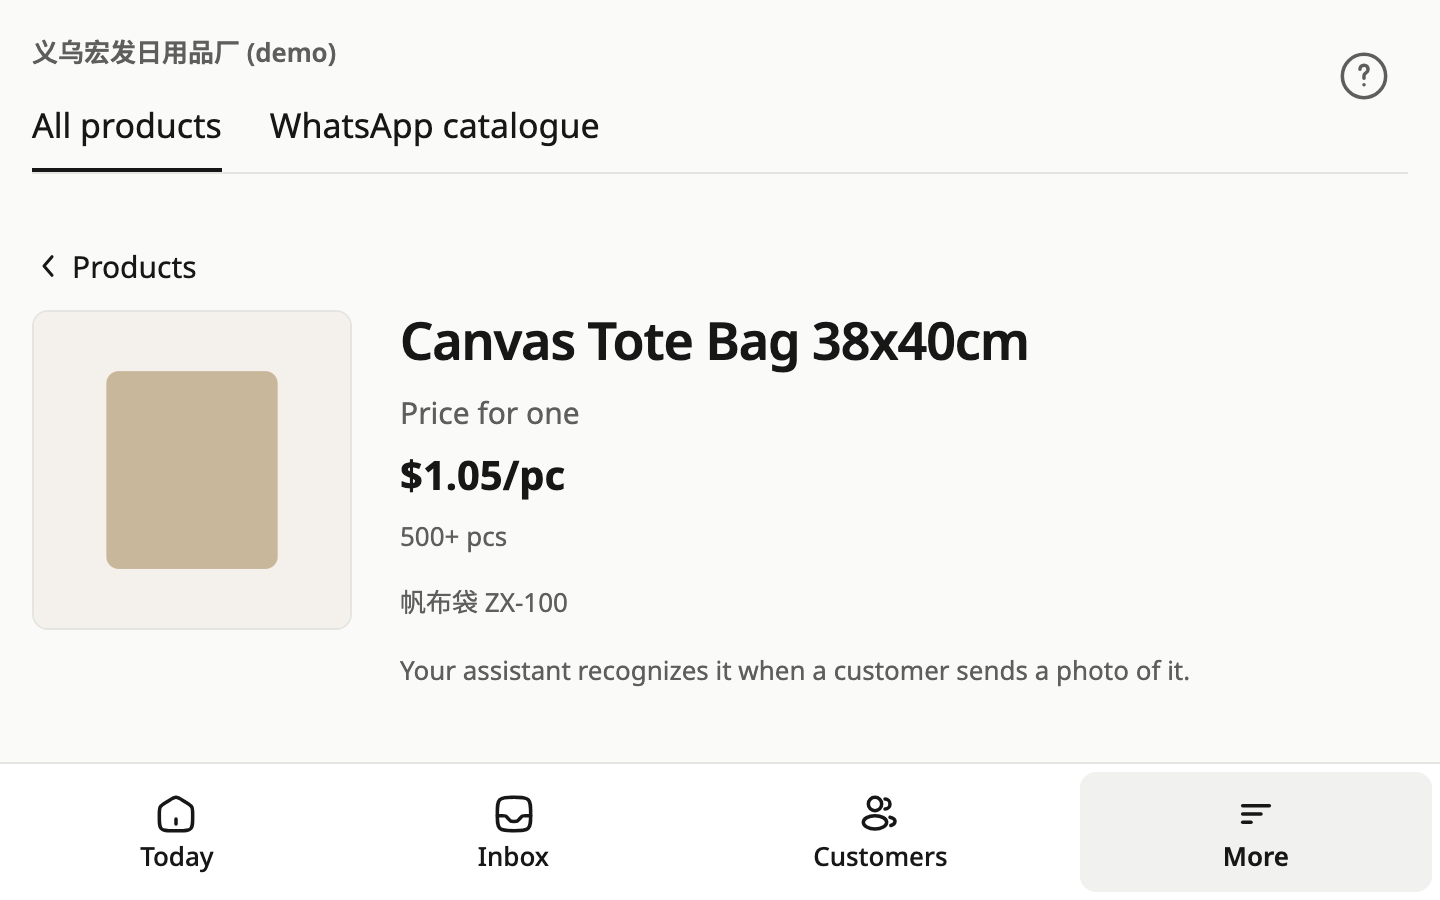 义乌宏发日用品厂 (demo)
?
All products
WhatsApp catalogue
Products
Canvas Tote Bag 38x40cm
Price for one
$1.05/pc
500+ pcs
帆布袋 ZX-100
Your assistant recognizes it when a customer sends a photo of it.
Today
Inbox
Customers
More